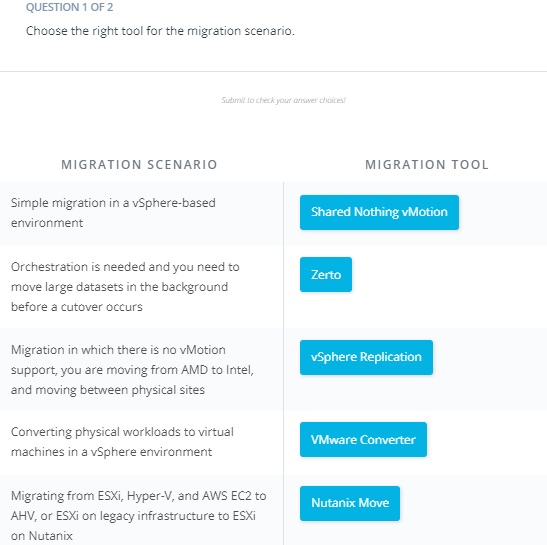 QUESTION 1 OF 2
Choose the right tool for the migration scenario.
Submit to check your answer choices!
MIGRATION SCENARIO
MIGRATION TOOL
Simple migration in a vSphere-based
environment
Shared Nothing vMotion
Orchestration is needed and you need to
move large datasets in the background
before a cutover occurs
Zerto
Migration in which there is no vMotion
support, you are moving from AMD to Intel,
and moving between physical sites
vSphere Replication
Converting physical workloads to virtual
machines in a vSphere environment
VMware Converter
Migrating from ESXi, Hyper-V, and AWS EC2 to
AHV, or ESXi on legacy infrastructure to ESXi
on Nutanix
Nutanix Move